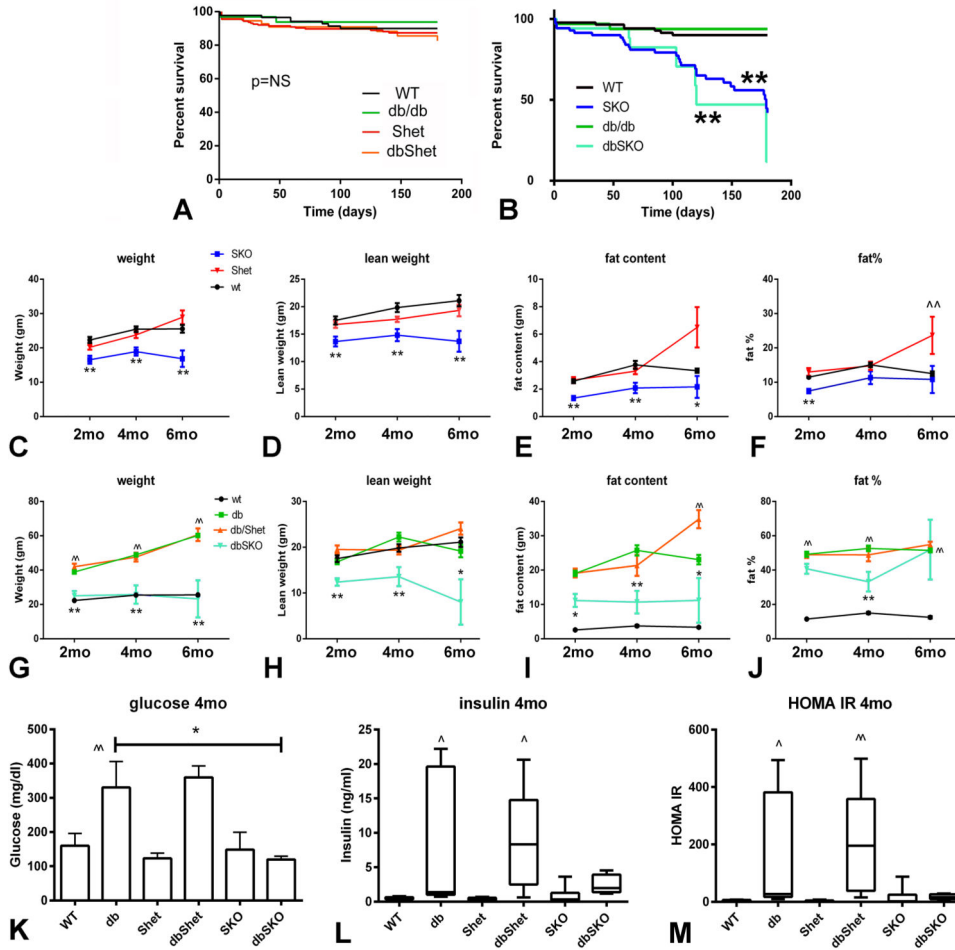 Percent survival
100
80
60
40
20
0
p=NS
WT
db/db
Shet
dbShet
0
50
100
150
200
Time (days)
A
Percent survival
100
50
0
WT
SKO
db/db
dbSKO
**
**
0
50
100
150
200
Time (days)
B
weight
Weight (gm)
40
30
20
10
0
SKO
Shet
wt
**
**
**
2mo 4mo 6mo
C
lean weight
Lean weight (gm)
25
20
15
10
5
0
**
**
**
2mo 4mo 6mo
D
fat content
fat content (gm)
10
8
6
4
2
0
**
**
*
2mo 4mo 6mo
E
fat%
fat %
40
30
20
10
0
^^
**
2mo 4mo 6mo
F
weight
Weight (gm)
80
60
40
20
0
wt
db
db/Shet
dbSKO
^^
^^
^^
**
**
**
2mo 4mo 6mo
G
lean weight
Lean weight (gm)
30
20
10
0
**
**
*
2mo 4mo 6mo
H
fat content
fat content (gm)
40
30
20
10
0
^^
*
**
*
2mo 4mo 6mo
I
fat %
fat %
80
60
40
20
0
^^
^^
^^
**
2mo 4mo 6mo
J
glucose 4mo
Glucose (mg/dl)
500
400
300
200
100
0
^^
*
WT
db
Shet
dbShet
SKO
dbSKO
K
insulin 4mo
Insulin (ng/ml)
25
20
15
10
5
0
^
^
WT
db
Shet
dbShet
SKO
dbSKO
L
HOMA IR 4mo
HOMA IR
600
400
200
0
^
^^
WT
db
Shet
dbShet
SKO
dbSKO
M